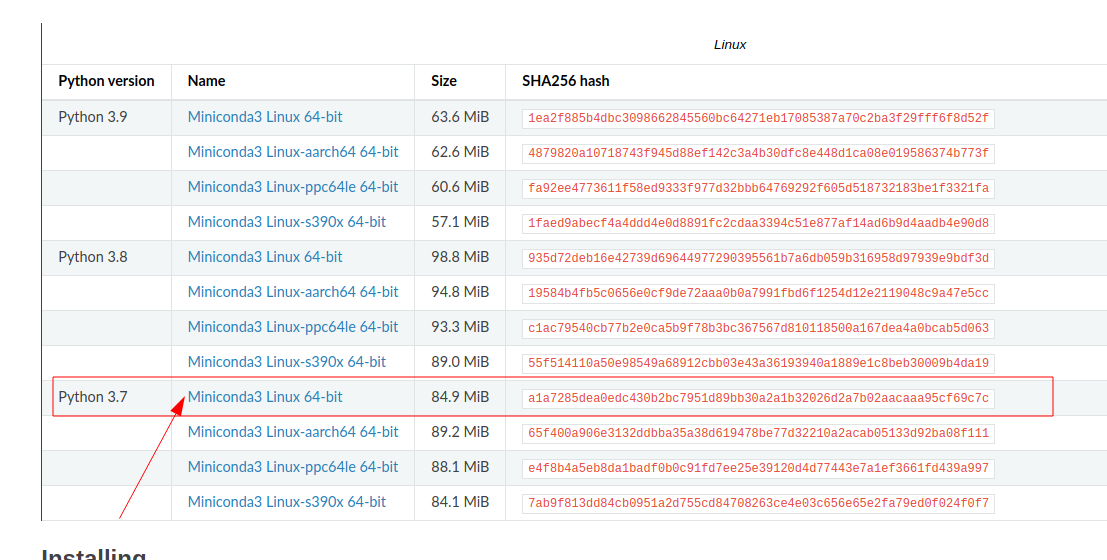 Linux
Python version Name Size SHA256 hash
Python 3.9 Miniconda3 Linux 64-bit 63.6 MiB 1ea2f885b4dbc3098662845560bc64271eb17085387a70c2ba3f29fff6f8d52f
Miniconda3 Linux-aarch64 64-bit 62.6 MiB 4879820a10718743f945d88ef142c3a4b30dfc8e448d1ca08e019586374b773f
Miniconda3 Linux-ppc64le 64-bit 60.6 MiB fa92ee4773611f58ed9333f977d32bbb64769292f605d518732183be1f3321fa
Miniconda3 Linux-s390x 64-bit 57.1 MiB 1faed9abecf4a4ddd4e0d8891fc2cdaa3394c51e877af14ad6b9d4aadb4e90d8
Python 3.8 Miniconda3 Linux 64-bit 98.8 MiB 935d72deb16e42739d69644977290395561b7a6db059b316958d97939e9bdf3d
Miniconda3 Linux-aarch64 64-bit 94.8 MiB 19584b4fb5c0656e0cf9de72aaa0b0a7991fbd6f1254d12e2119048c9a47e5cc
Miniconda3 Linux-ppc64le 64-bit 93.3 MiB c1ac79540cb77b2e0ca5b9f78b3bc367567d810118500a167dea4a0bcab5d063
Miniconda3 Linux-s390x 64-bit 89.0 MiB 55f514110a50e98549a68912cbb03e43a36193940a1889e1c8beb30009b4da19
Python 3.7 Miniconda3 Linux 64-bit 84.9 MiB a1a7285dea0edc430b2bc7951d89bb30a2a1b32026d2a7b02aacaaa95cf69c7c
Miniconda3 Linux-aarch64 64-bit 89.2 MiB 65f400a906e3132ddbba35a38d619478be77d32210a2acab05133d92ba08f111
Miniconda3 Linux-ppc64le 64-bit 88.1 MiB e4f8b4a5eb8da1badf0b0c91fd7ee25e39120d4d77443e7a1ef3661fd439a997
Miniconda3 Linux-s390x 64-bit 84.1 MiB 7ab9f813dd84cb0951a2d755cd84708263ce4e03c656e65e2fa79ed0f024f0f7
Installing